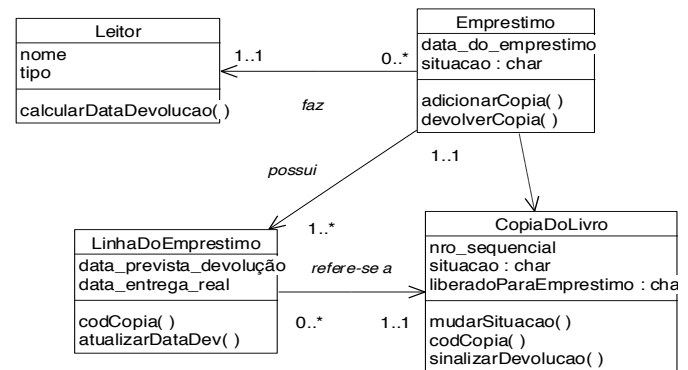 Leitor
nome
tipo
calcularDataDevolucao( )
1..1
0..*
faz
Emprestimo
data_do_emprestimo
situacao : char
adicionarCopia( )
devolverCopia( )
1..1
possui
1..*
LinhaDoEmprestimo
data_prevista_devolução
data_entrega_real
codCopia( )
atualizarDataDev( )
refere-se a
0..*
1..1
CopiaDoLivro
nro_sequencial
situacao : char
liberadoParaEmprestimo : cha
mudarSituacao( )
codCopia( )
sinalizarDevolucao( )